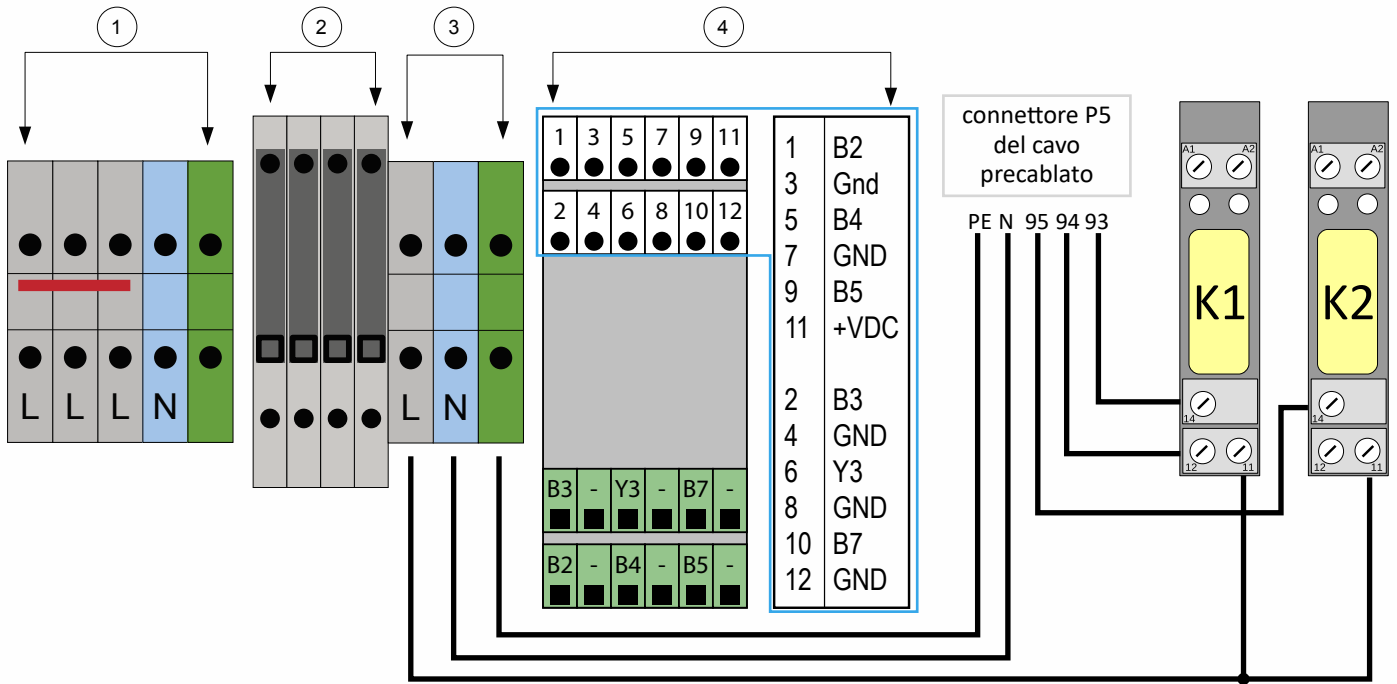 1
2
3
4
L L L N
L N
1 3 5 7 9 11
2 4 6 8 10 12
B3 - Y3 - B7 -
B2 - B4 - B5 -
1 B2
3 Gnd
5 B4
7 GND
9 B5
11 +VDC
2 B3
4 GND
6 Y3
8 GND
10 B7
12 GND
connettore P5
del cavo
precablato
PE N 95 94 93
A1 A2
K1
14
12 11
A1 A2
K2
14
12 11